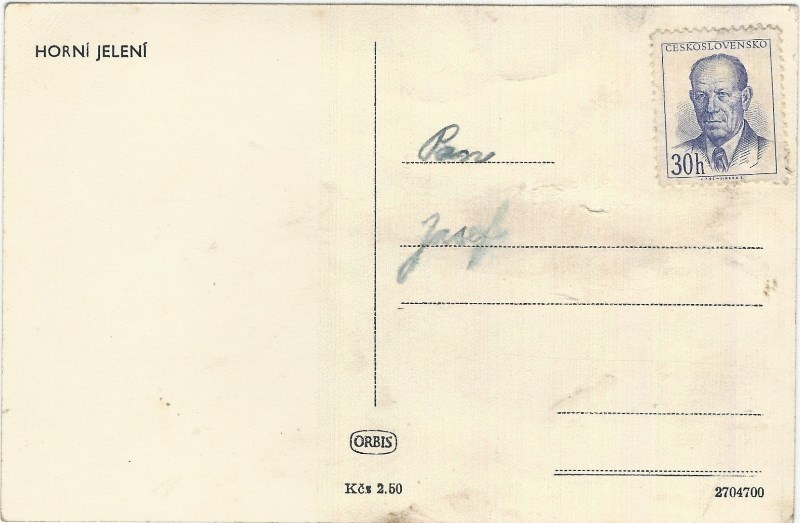 HORNÍ JELENÍ
ČESKOSLOVENSKO
30h
Pan
Josef
ORBIS
Kčs 2.50
2704700